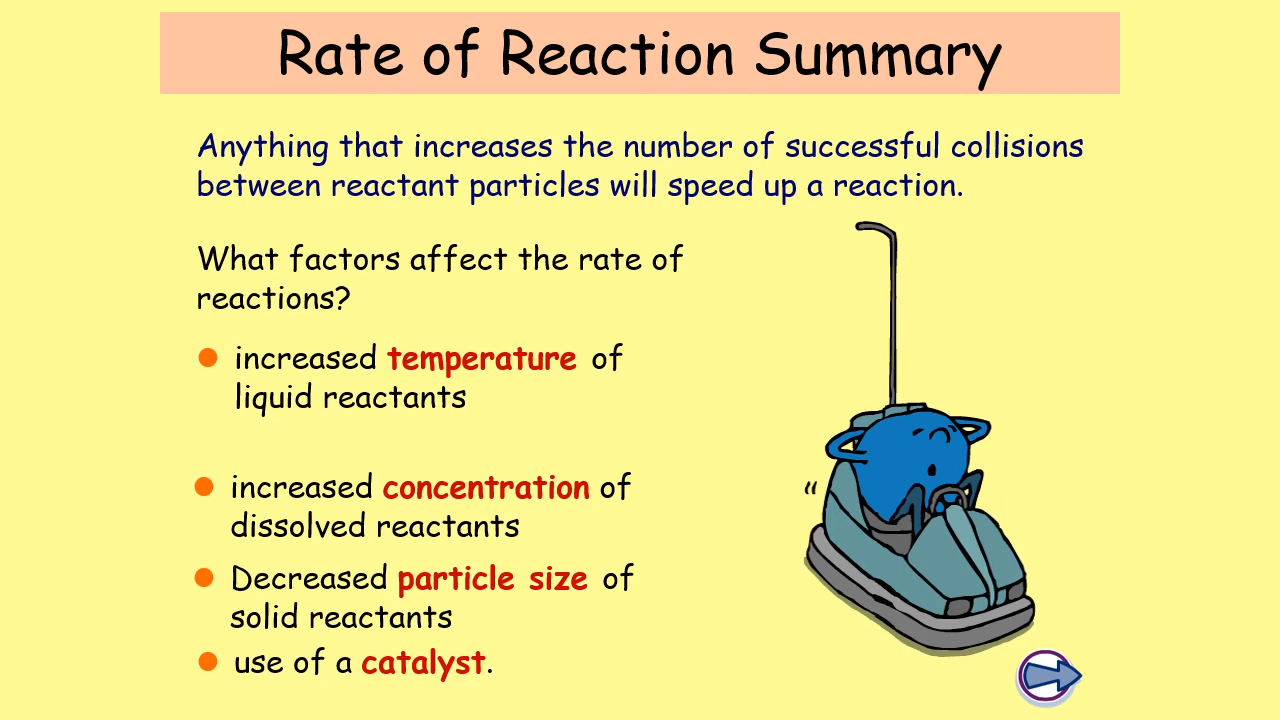 Rate of Reaction Summary
Anything that increases the number of successful collisions
between reactant particles will speed up a reaction.
What factors affect the rate of
reactions?
increased temperature of
liquid reactants
increased concentration of
dissolved reactants
Decreased particle size of
solid reactants
use of a catalyst.